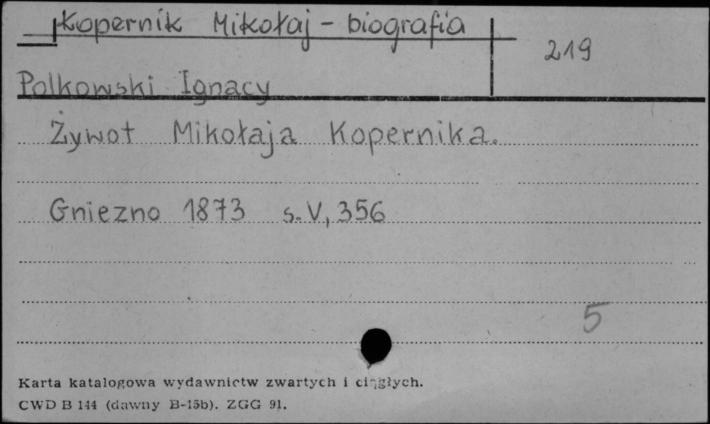 Kopernik Mikołaj - biografia
219
Polkowski Ignacy
Żywot Mikołaja Kopernika.
Gniezno 1873 s. V, 356
5
Karta katalogowa wydawnictw zwartych i ciągłych.
CWD B 144 (dawny B-15b). ZGG 91.